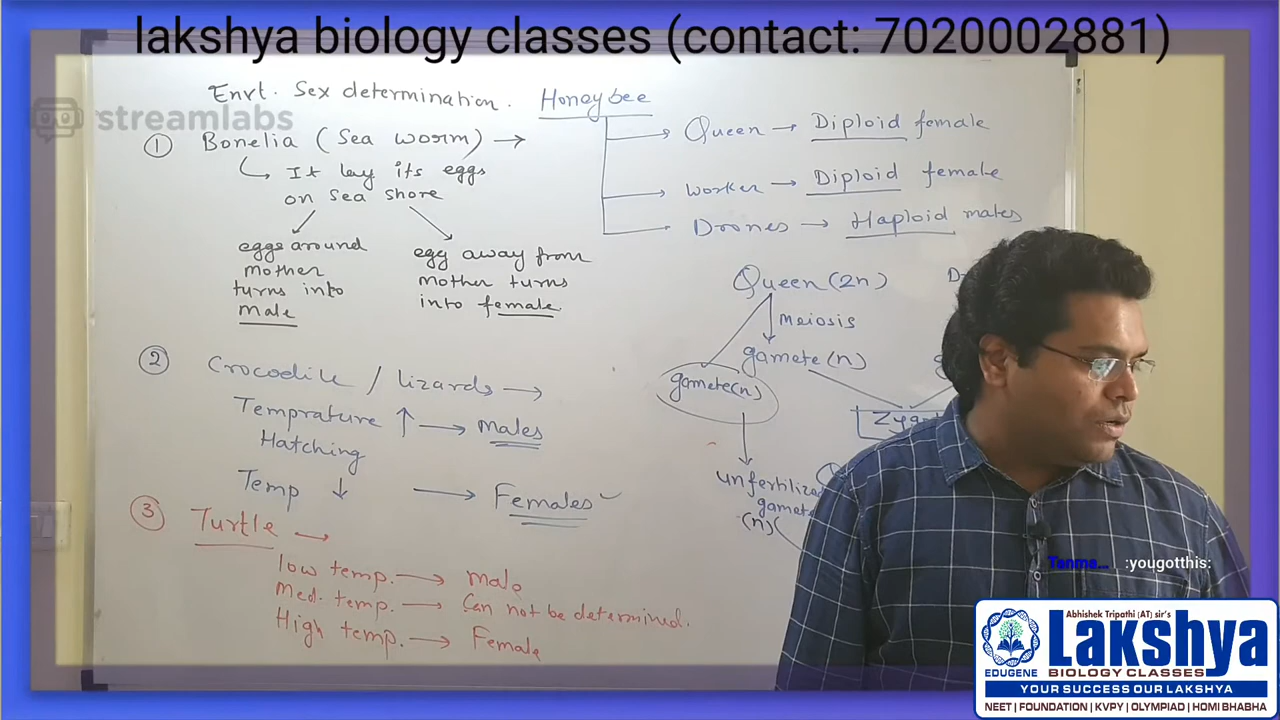 lakshya biology classes (contact: 7020002881)
streamlabs
Envt. Sex determination.
① Bonelia (Sea worm) →
It lay its eggs
on sea shore
eggs around
mother
turns into
male
egg away from
mother turns
into female
② Crocodile / lizards →
Temprature ↑ → males
Hatching
Temp ↓ → Females
③ Turtle →
low temp. → male
Med. temp. → Can not be determined.
High temp. → Female
Honeybee
Queen → Diploid female
worker → Diploid female
Drones → Haploid males
Queen (2n)
Meiosis
gamete (n)
gamete(n)
unfertilized
gamete
(n)
:yougotthis:
Abhishek Tripathi (AT) sir's
Lakshya
EDUGENE
BIOLOGY CLASSES
YOUR SUCCESS OUR LAKSHYA
NEET | FOUNDATION | KVPY | OLYMPIAD | HOMI BHABHA